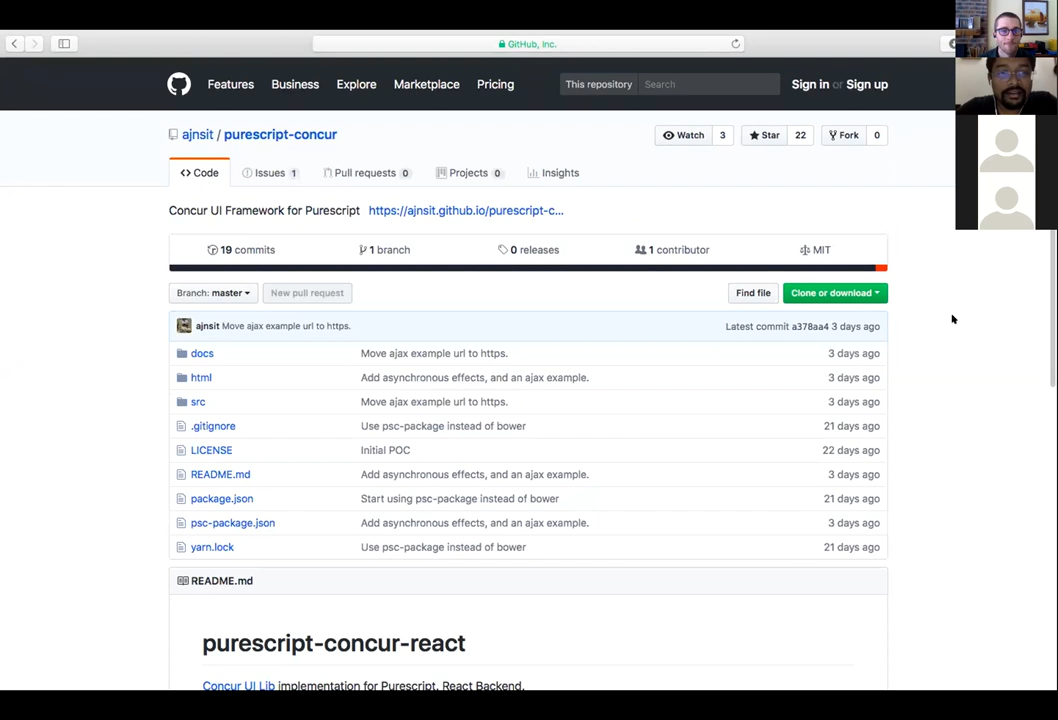 GitHub, Inc.
Features Business Explore Marketplace Pricing This repository Search Sign in or Sign up
ajnsit / purescript-concur Watch 3 Star 22 Fork 0
Code Issues 1 Pull requests 0 Projects 0 Insights
Concur UI Framework for Purescript https://ajnsit.github.io/purescript-c...
19 commits 1 branch 0 releases 1 contributor MIT
Branch: master New pull request Find file Clone or download
ajnsit Move ajax example url to https. Latest commit a378aa4 3 days ago
docs Move ajax example url to https. 3 days ago
html Add asynchronous effects, and an ajax example. 3 days ago
src Move ajax example url to https. 3 days ago
.gitignore Use psc-package instead of bower 21 days ago
LICENSE Initial POC 22 days ago
README.md Add asynchronous effects, and an ajax example. 3 days ago
package.json Start using psc-package instead of bower 21 days ago
psc-package.json Add asynchronous effects, and an ajax example. 3 days ago
yarn.lock Use psc-package instead of bower 21 days ago
README.md
purescript-concur-react
Concur UI Lib implementation for Purescript. React Backend.